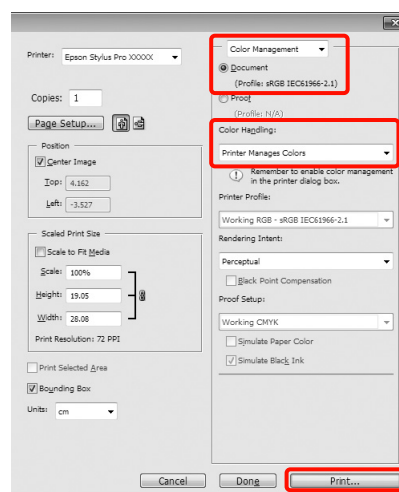 Printer: Epson Stylus Pro XXXXX
Copies: 1
Page Setup...
Position
Center Image
Top: 4.162
Left: -3.527
Scaled Print Size
Scale to Fit Media
Scale: 100%
Height: 19.05
Width: 28.08
Print Resolution: 72 PPI
Print Selected Area
Bounding Box
Units: cm
Color Management
Document
(Profile: sRGB IEC61966-2.1)
Proof
(Profile: N/A)
Color Handling:
Printer Manages Colors
Remember to enable color management
in the printer dialog box.
Printer Profile:
Working RGB - sRGB IEC61966-2.1
Rendering Intent:
Perceptual
Black Point Compensation
Proof Setup:
Working CMYK
Simulate Paper Color
Simulate Black Ink
Cancel
Done
Print...